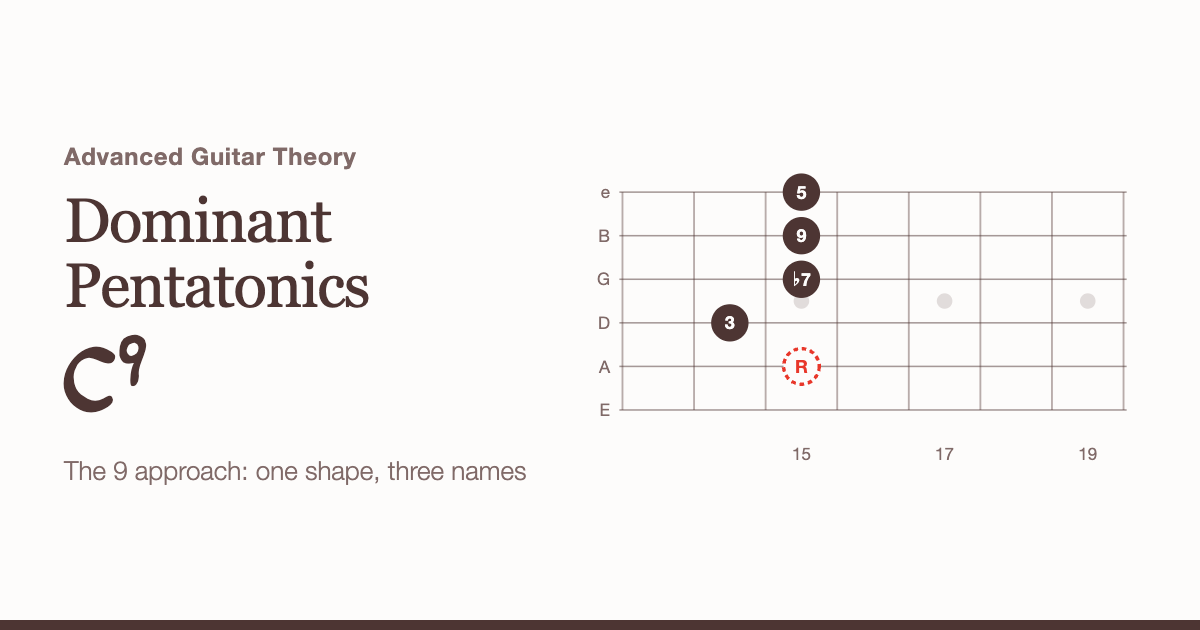 Advanced Guitar Theory
Dominant
Pentatonics
C9
The 9 approach: one shape, three names
e 5
B 9
G ♭7
D 3
A R
E
15 17 19